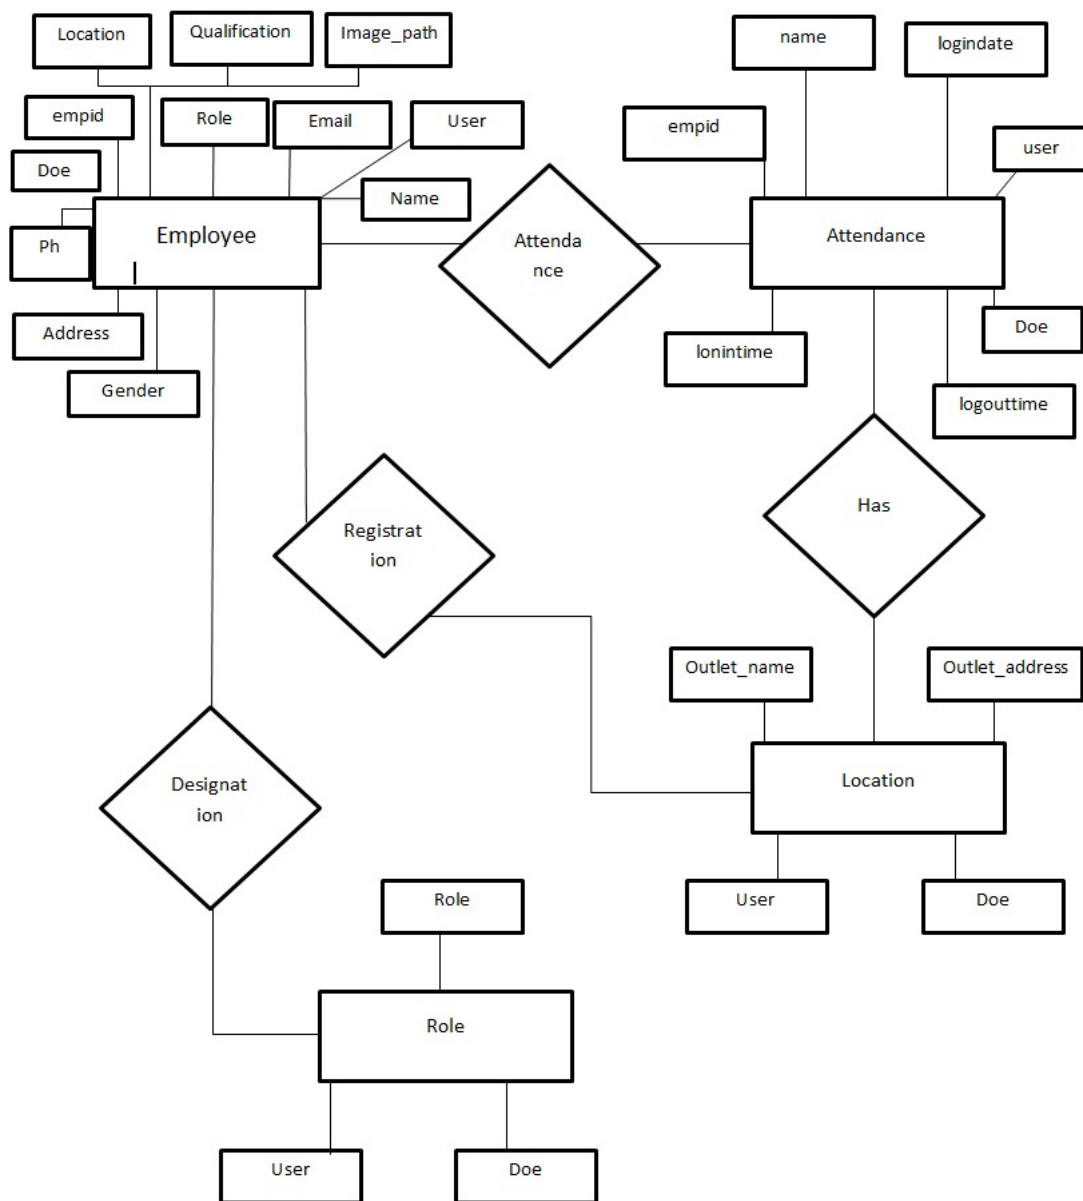 Location
Qualification
Image_path
name
logindate
empid
Role
Email
User
empid
user
Doe
Name
Ph
Employee
Attendance
Attenda
nce
Address
Gender
lonintime
Doe
logouttime
Has
Registrat
ion
Outlet_name
Outlet_address
Location
Designat
ion
User
Doe
Role
Role
User
Doe